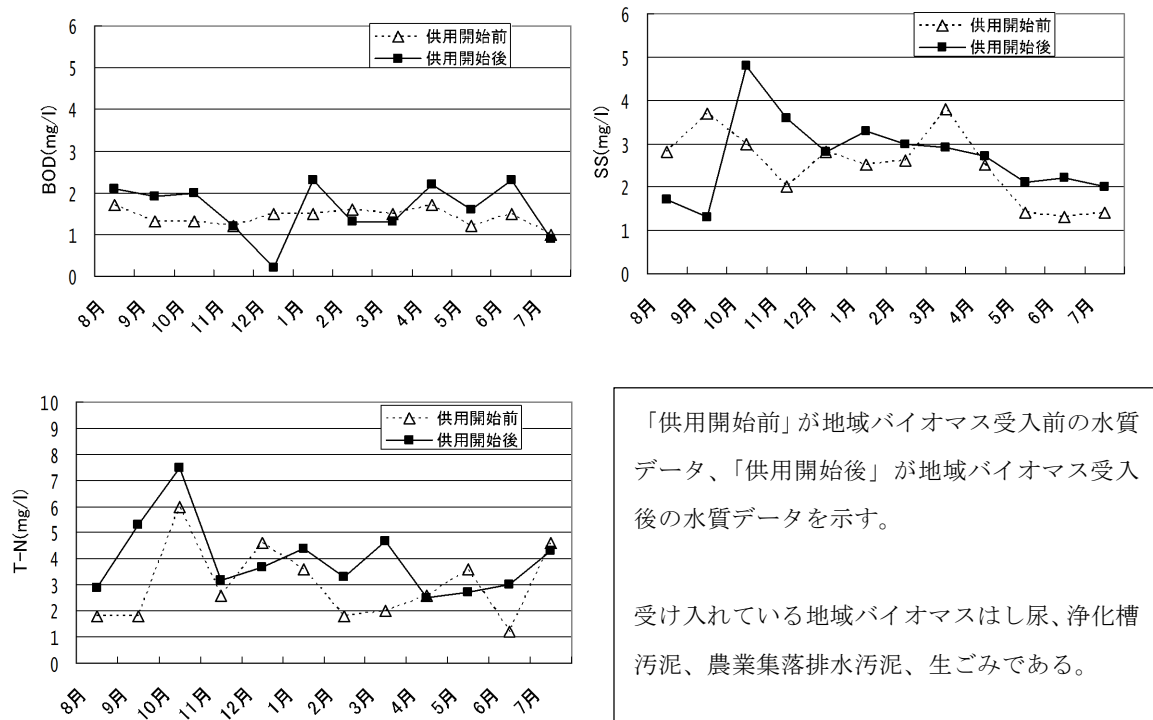 BOD(mg/l)
6
5
4
3
2
1
0
供用開始前
供用開始後
8月 9月 10月 11月 12月 1月 2月 3月 4月 5月 6月 7月
SS(mg/l)
6
5
4
3
2
1
0
供用開始前
供用開始後
8月 9月 10月 11月 12月 1月 2月 3月 4月 5月 6月 7月
T-N(mg/l)
10
9
8
7
6
5
4
3
2
1
0
供用開始前
供用開始後
8月 9月 10月 11月 12月 1月 2月 3月 4月 5月 6月 7月
「供用開始前」が地域バイオマス受入前の水質
データ、「供用開始後」が地域バイオマス受入
後の水質データを示す。
受け入れている地域バイオマスはし尿、浄化槽
汚泥、農業集落排水汚泥、生ごみである。